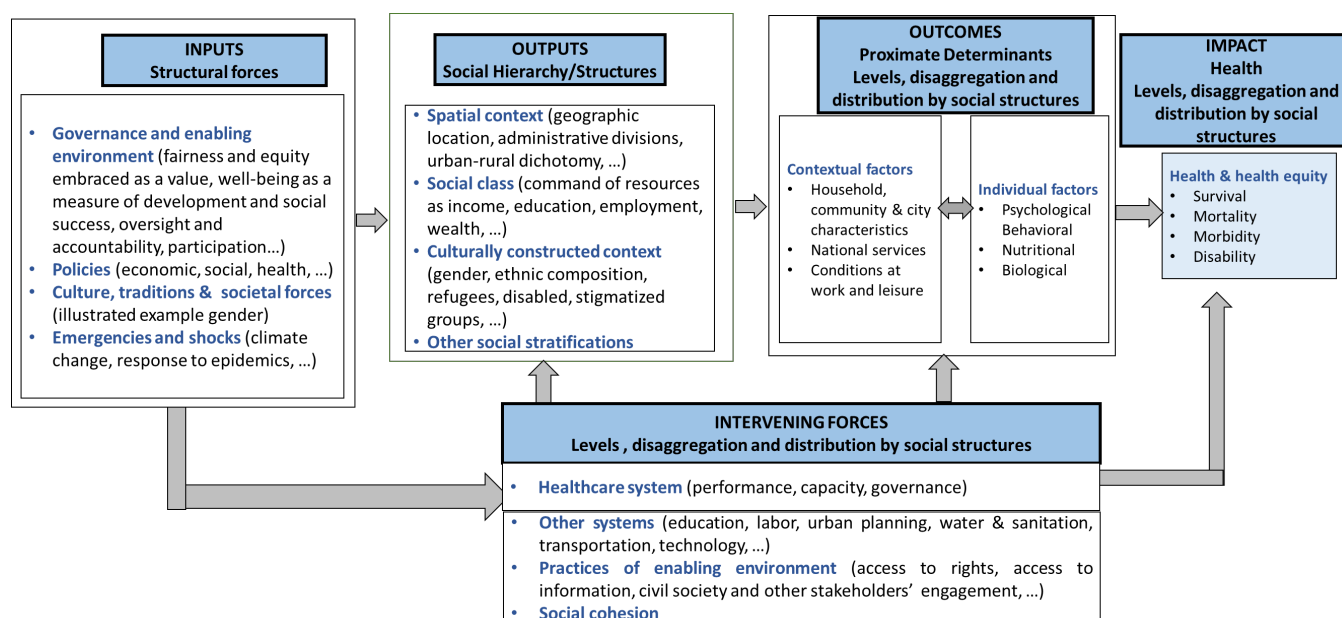 INPUTS
Structural forces
• Governance and enabling
environment (fairness and equity
embraced as a value, well-being as a
measure of development and social
success, oversight and
accountability, participation…)
• Policies (economic, social, health, …)
• Culture, traditions & societal forces
(illustrated example gender)
• Emergencies and shocks (climate
change, response to epidemics, …)
OUTPUTS
Social Hierarchy/Structures
• Spatial context (geographic
location, administrative divisions,
urban-rural dichotomy, …)
• Social class (command of resources
as income, education, employment,
wealth, …)
• Culturally constructed context
(gender, ethnic composition,
refugees, disabled, stigmatized
groups, …)
• Other social stratifications
OUTCOMES
Proximate Determinants
Levels, disaggregation and
distribution by social structures
Contextual factors
• Household,
community & city
characteristics
• National services
• Conditions at
work and leisure
Individual factors
• Psychological
Behavioral
• Nutritional
• Biological
IMPACT
Health
Levels, disaggregation and
distribution by social
structures
Health & health equity
• Survival
• Mortality
• Morbidity
• Disability
INTERVENING FORCES
Levels , disaggregation and distribution by social structures
• Healthcare system (performance, capacity, governance)
• Other systems (education, labor, urban planning, water & sanitation,
transportation, technology, …)
• Practices of enabling environment (access to rights, access to
information, civil society and other stakeholders’ engagement, …)
• Social cohesion